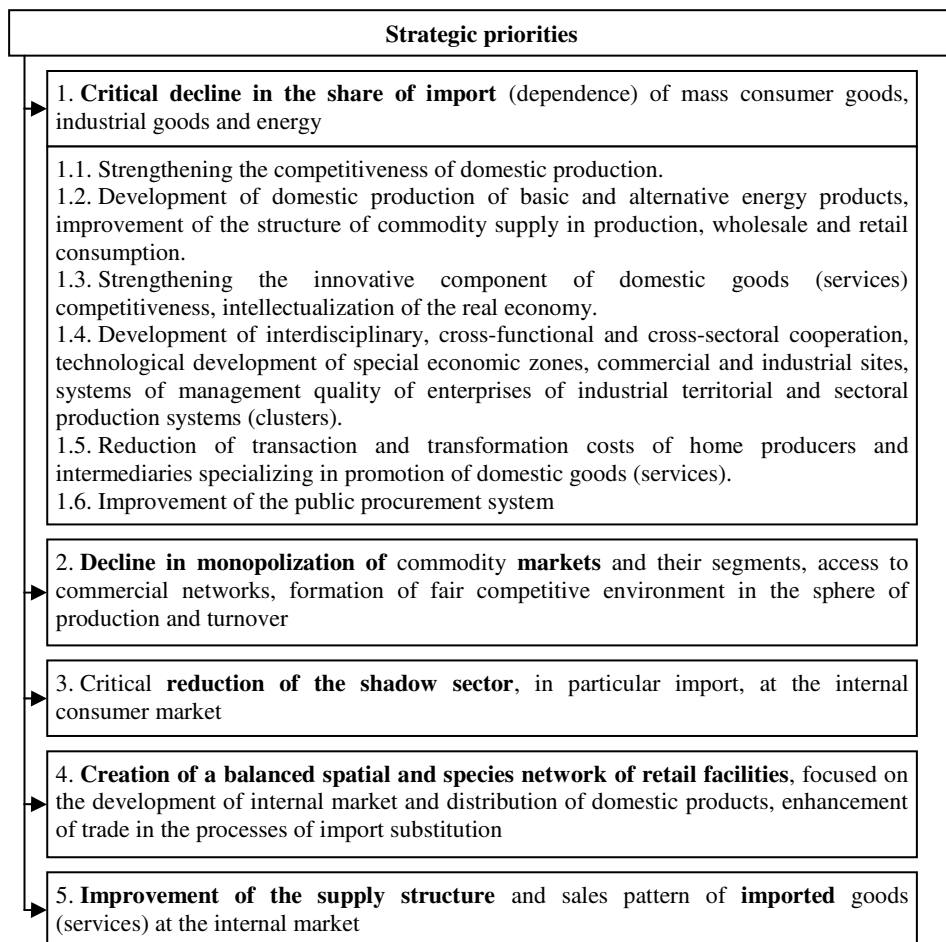 Strategic priorities
1. Critical decline in the share of import (dependence) of mass consumer goods,
industrial goods and energy
1.1. Strengthening the competitiveness of domestic production.
1.2. Development of domestic production of basic and alternative energy products,
improvement of the structure of commodity supply in production, wholesale and retail
consumption.
1.3. Strengthening the innovative component of domestic goods (services)
competitiveness, intellectualization of the real economy.
1.4. Development of interdisciplinary, cross-functional and cross-sectoral cooperation,
technological development of special economic zones, commercial and industrial sites,
systems of management quality of enterprises of industrial territorial and sectoral
production systems (clusters).
1.5. Reduction of transaction and transformation costs of home producers and
intermediaries specializing in promotion of domestic goods (services).
1.6. Improvement of the public procurement system
2. Decline in monopolization of commodity markets and their segments, access to
commercial networks, formation of fair competitive environment in the sphere of
production and turnover
3. Critical reduction of the shadow sector, in particular import, at the internal
consumer market
4. Creation of a balanced spatial and species network of retail facilities, focused on
the development of internal market and distribution of domestic products, enhancement
of trade in the processes of import substitution
5. Improvement of the supply structure and sales pattern of imported goods
(services) at the internal market